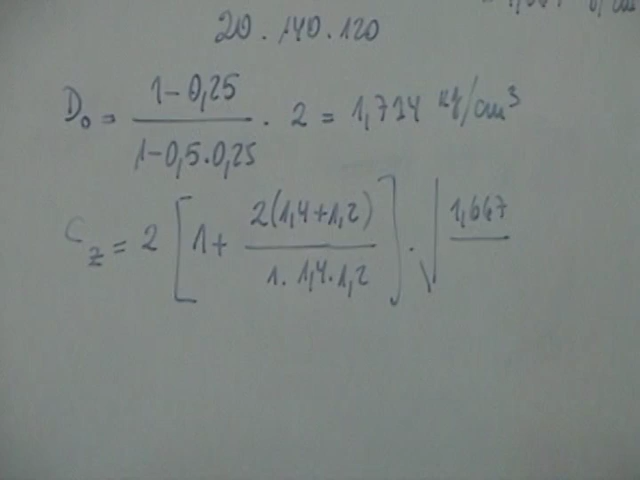 20 . 140 . 120
D₀ = (1-0,25)/(1-0,5.0,25) . 2 = 1,714 kg/cm³
C_z = 2 [1+ 2(1,4+1,2)/(1. 1,4.1,2)] . √1,667